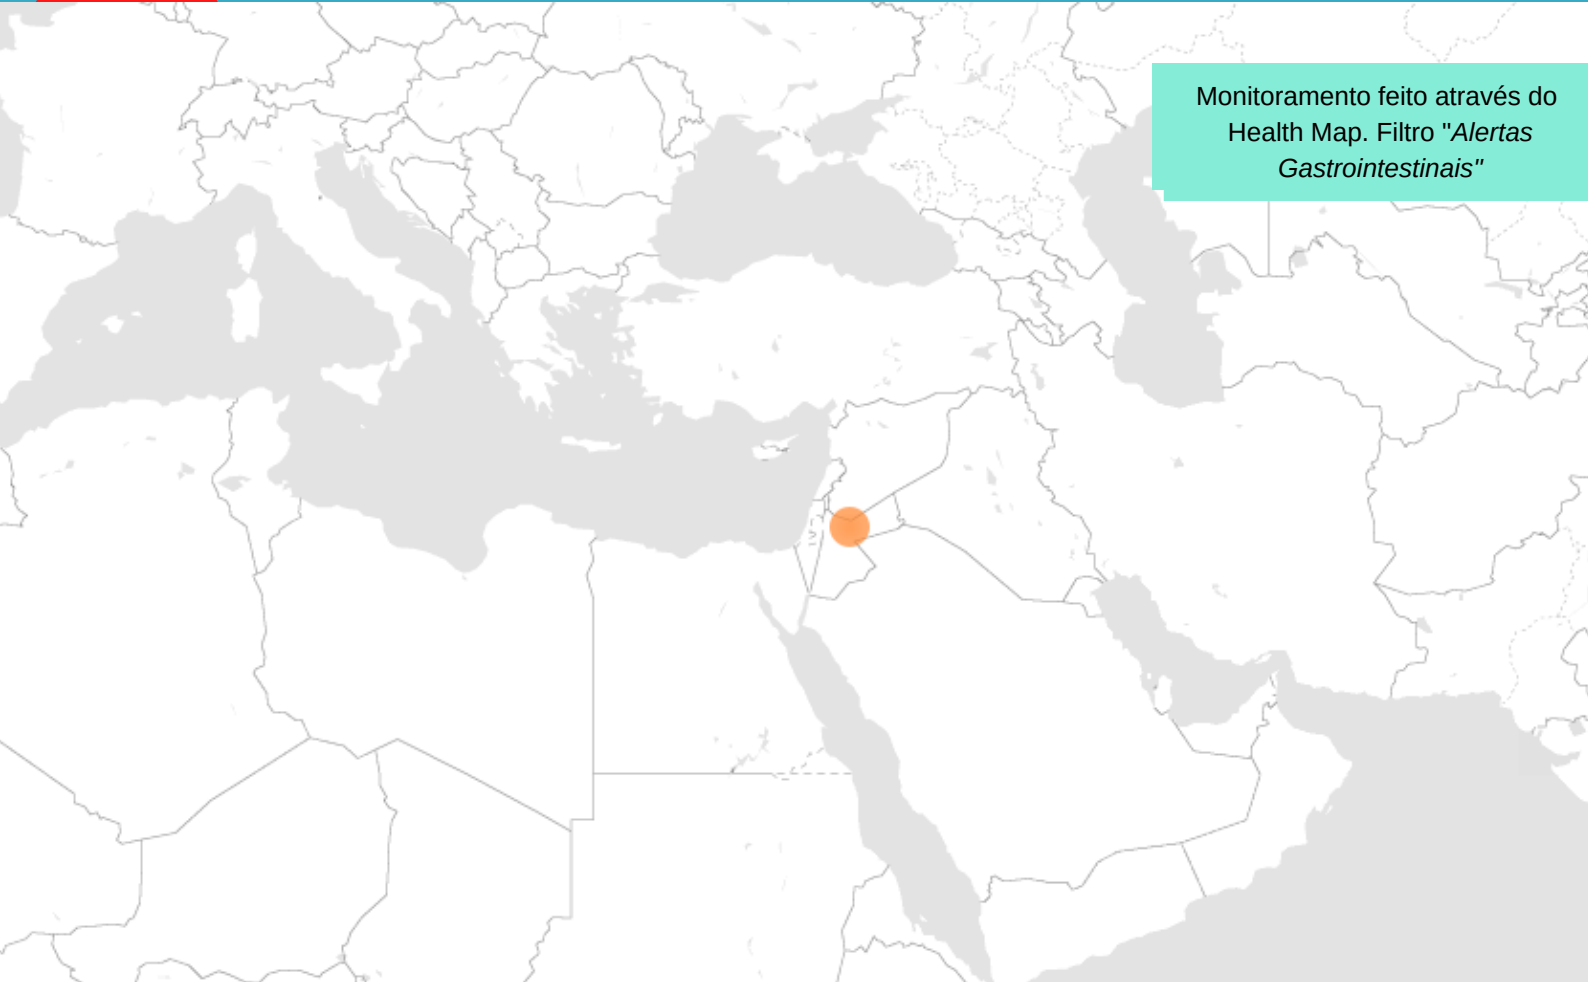 Monitoramento feito através do
Health Map. Filtro "Alertas
Gastrointestinais"